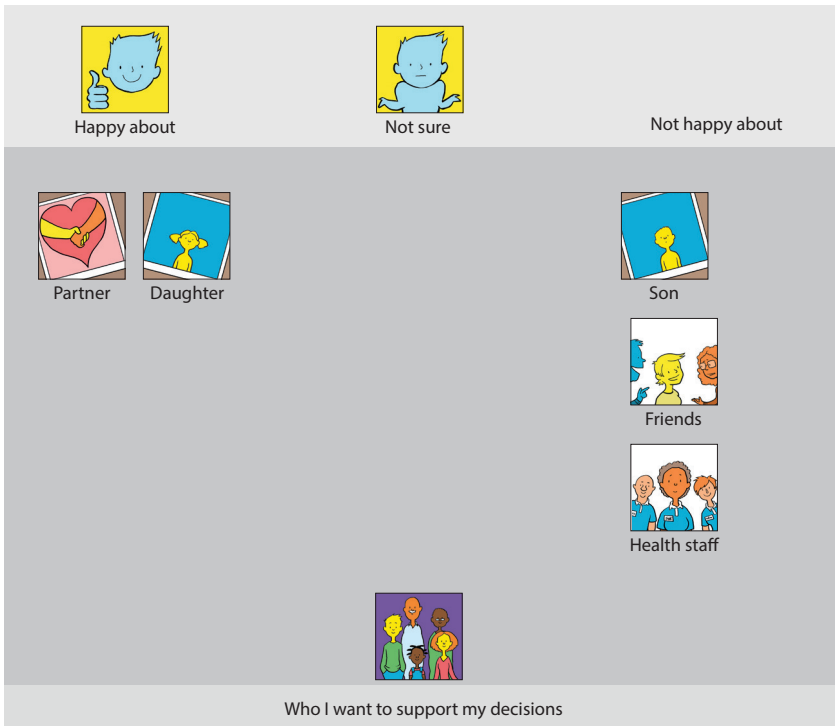 Happy about
Not sure
Not happy about
Partner
Daughter
Son
Friends
Health staff
Who I want to support my decisions